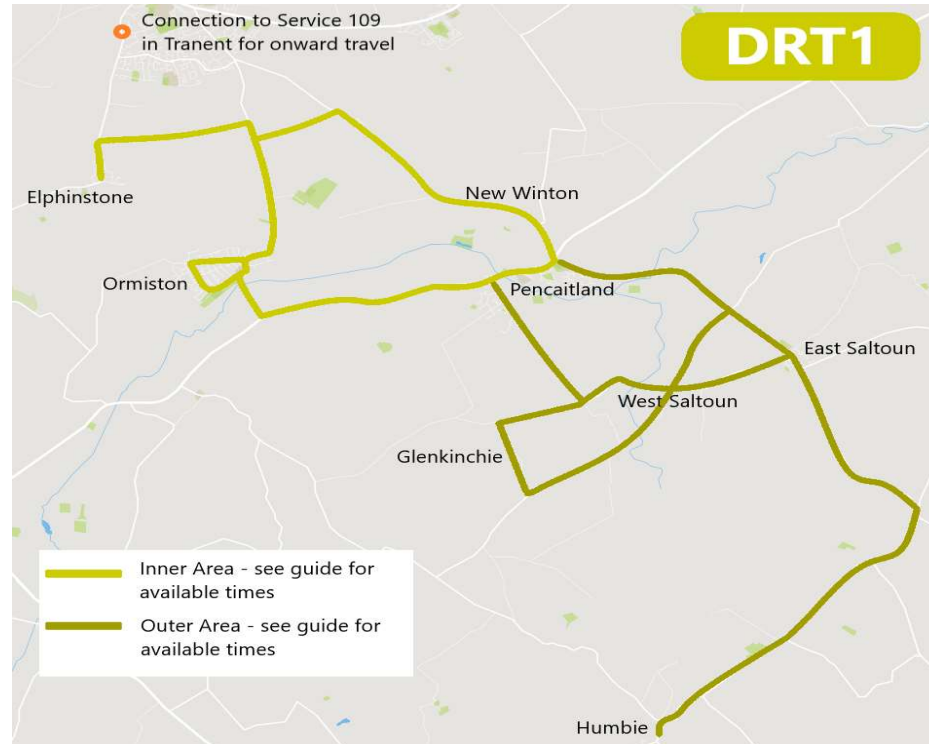 Connection to Service 109
in Tranent for onward travel
DRT1
Elphinstone
New Winton
Ormiston
Pencaitland
East Saltoun
West Saltoun
Glenkinchie
Inner Area - see guide for
available times
Outer Area - see guide for
available times
Humbie